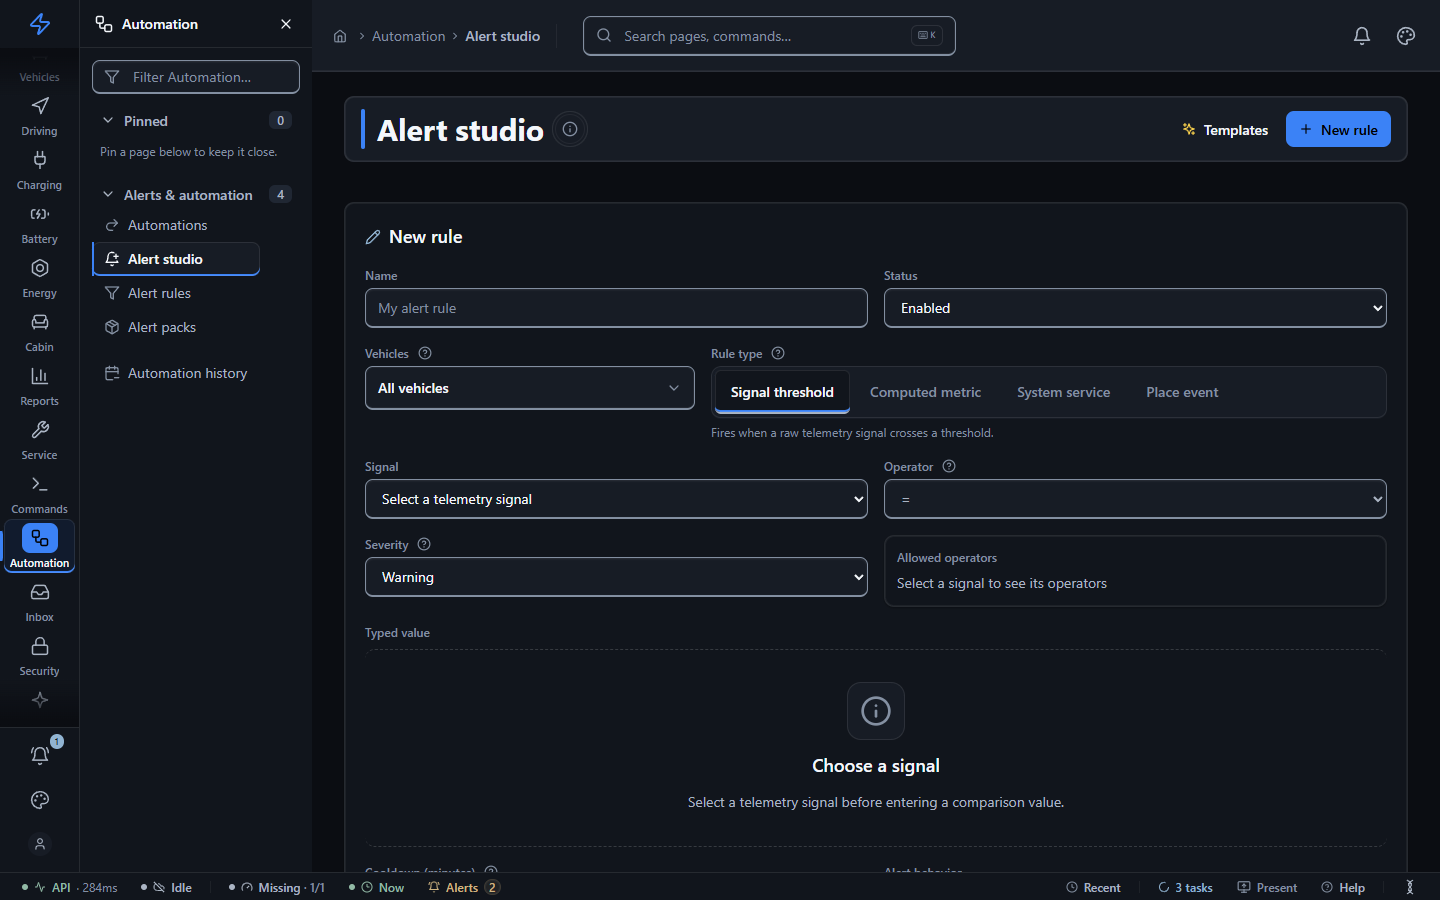 Automation
Automation
Alert studio
Search pages, commands...
K
Vehicles
Driving
Charging
Battery
Energy
Cabin
Reports
Service
Commands
Automation
Inbox
Security
1
Filter Automation...
Pinned
0
Pin a page below to keep it close.
Alerts & automation
4
Automations
Alert studio
Alert rules
Alert packs
Automation history
Alert studio
Templates
New rule
New rule
Name
Status
My alert rule
Enabled
Vehicles
Rule type
All vehicles
Signal threshold
Computed metric
System service
Place event
Fires when a raw telemetry signal crosses a threshold.
Signal
Operator
Select a telemetry signal
=
Severity
Warning
Allowed operators
Select a signal to see its operators
Typed value
Choose a signal
Select a telemetry signal before entering a comparison value.
Cooldown (minutes)
Alert behavior
API · 284ms
Idle
Missing · 1/1
Now
Alerts 2
Recent
3 tasks
Present
Help